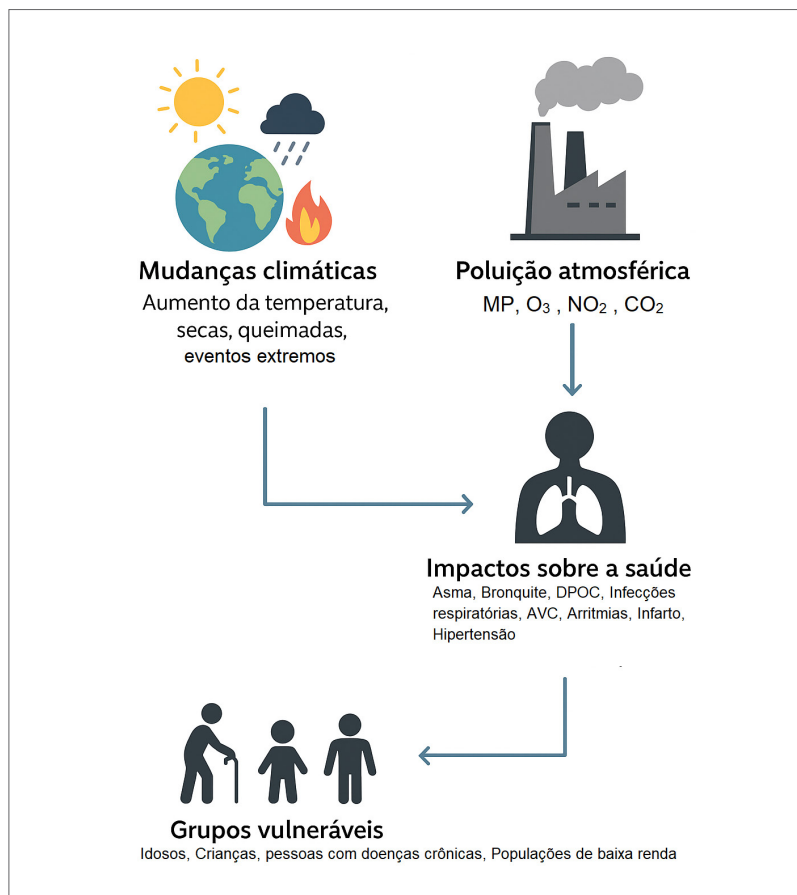 Mudanças climáticas
Aumento da temperatura,
secas, queimadas,
eventos extremos
Poluição atmosférica
MP, O₃ , NO₂ , CO₂
Impactos sobre a saúde
Asma, Bronquite, DPOC, Infecções
respiratórias, AVC, Arritmias, Infarto,
Hipertensão
Grupos vulneráveis
Idosos, Crianças, pessoas com doenças crônicas, Populações de baixa renda